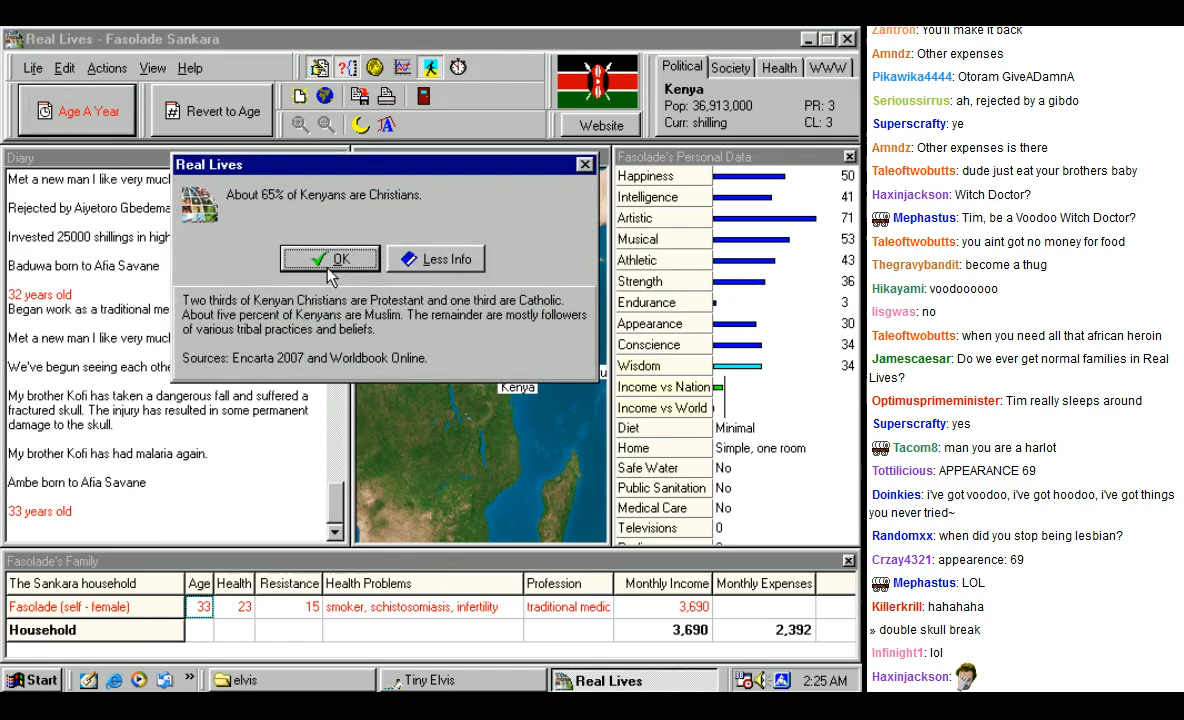 Real Lives - Fasolade Sankara
Life Edit Actions View Help
Age A Year
Revert to Age
Website
Political Society Health WWW
Kenya
Pop: 36,913,000 PR: 3
Curr: shilling CL: 3
Diary
Met a new man I like very mucl
Rejected by Aiyetoro Gbedema
Invested 25000 shillings in high
Baduwa born to Afia Savane
32 years old
Began work as a traditional me
Met a new man I like very mucl
We've begun seeing each othe
My brother Kofi has taken a dangerous fall and suffered a
fractured skull. The injury has resulted in some permanent
damage to the skull.
My brother Kofi has had malaria again.
Ambe born to Afia Savane
33 years old
Real Lives
About 65% of Kenyans are Christians.
OK
Less Info
Two thirds of Kenyan Christians are Protestant and one third are Catholic.
About five percent of Kenyans are Muslim. The remainder are mostly followers
of various tribal practices and beliefs.
Sources: Encarta 2007 and Worldbook Online.
Kenya
Fasolade's Personal Data
Happiness 50
Intelligence 41
Artistic 71
Musical 53
Athletic 43
Strength 36
Endurance 3
Appearance 30
Conscience 34
Wisdom 34
Income vs Nation
Income vs World
Diet Minimal
Home Simple, one room
Safe Water No
Public Sanitation No
Medical Care No
Televisions 0
Fasolade's Family
The Sankara household Age Health Resistance Health Problems Profession Monthly Income Monthly Expenses
Fasolade (self - female) 33 23 15 smoker, schistosomiasis, infertility traditional medic 3,690
Household 3,690 2,392
Start
elvis
Tiny Elvis
Real Lives
2:25 AM
Zantron: You'll make it back
Amndz: Other expenses
Pikawika4444: Otoram GiveADamnA
Serioussirrus: ah, rejected by a gibdo
Superscrafty: ye
Amndz: Other expenses is there
Taleoftwobutts: dude just eat your brothers baby
Haxinjackson: Witch Doctor?
Mephastus: Tim, be a Voodoo Witch Doctor?
Taleoftwobutts: you aint got no money for food
Thegravybandit: become a thug
Hikayami: voodoooooo
lisgwas: no
Taleoftwobutts: when you need all that african heroin
Jamescaesar: Do we ever get normal families in Real
Lives?
Optimusprimeminister: Tim really sleeps around
Superscrafty: yes
Tacom8: man you are a harlot
Tottilicious: APPEARANCE 69
Doinkies: i've got voodoo, i've got hoodoo, i've got things
you never tried~
Randomxx: when did you stop being lesbian?
Crzay4321: appearence: 69
Mephastus: LOL
Killerkrill: hahahaha
» double skull break
Infinight1: lol
Haxinjackson: